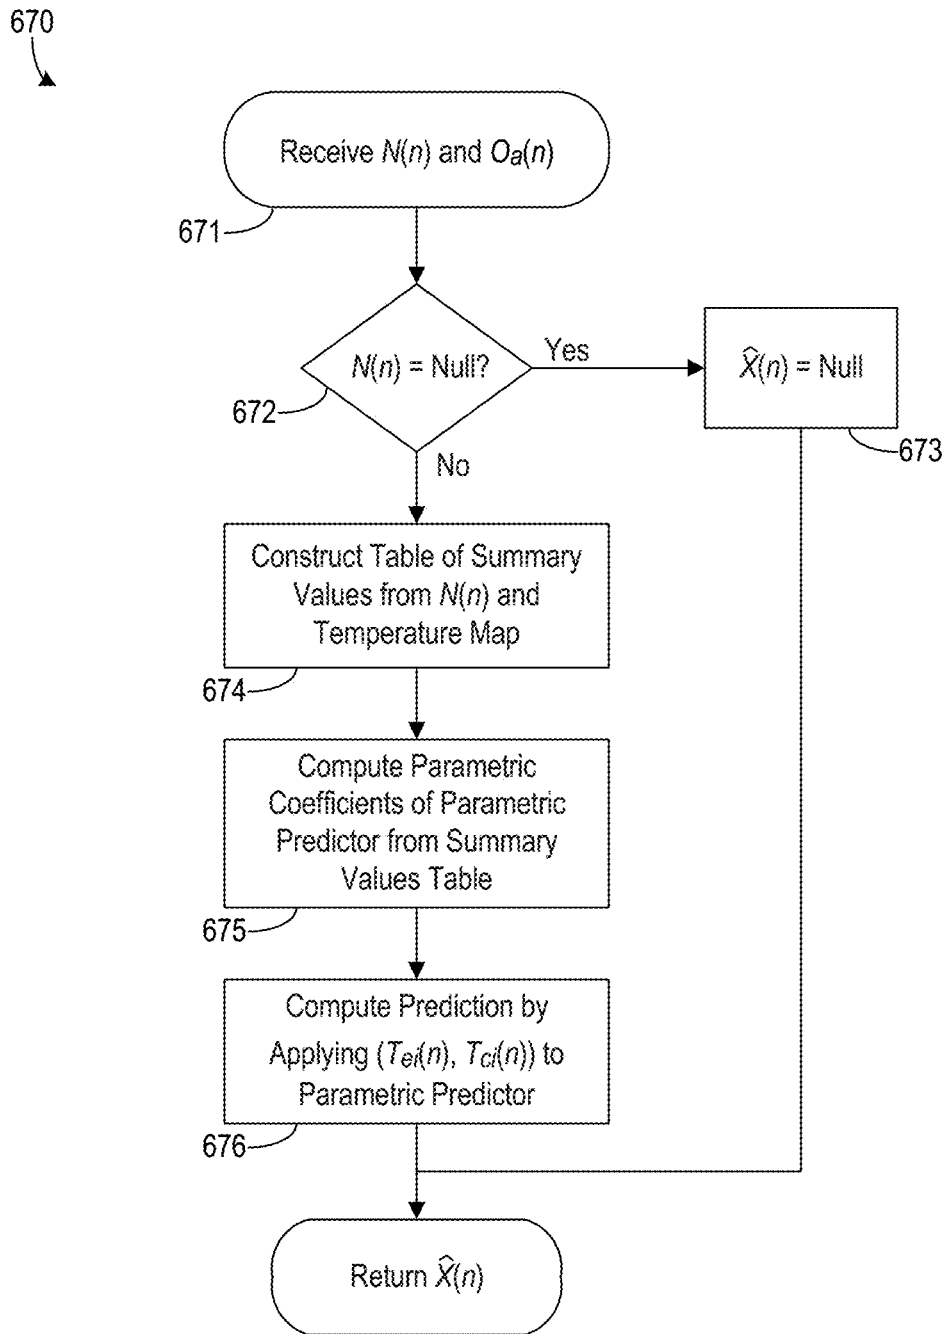 670
Receive N(n) and Oa(n)
671
N(n) = Null?
Yes
X̂(n) = Null
672
673
No
Construct Table of Summary
Values from N(n) and
Temperature Map
674
Compute Parametric
Coefficients of Parametric
Predictor from Summary
Values Table
675
Compute Prediction by
Applying (Tei(n), Tci(n)) to
Parametric Predictor
676
Return X̂(n)